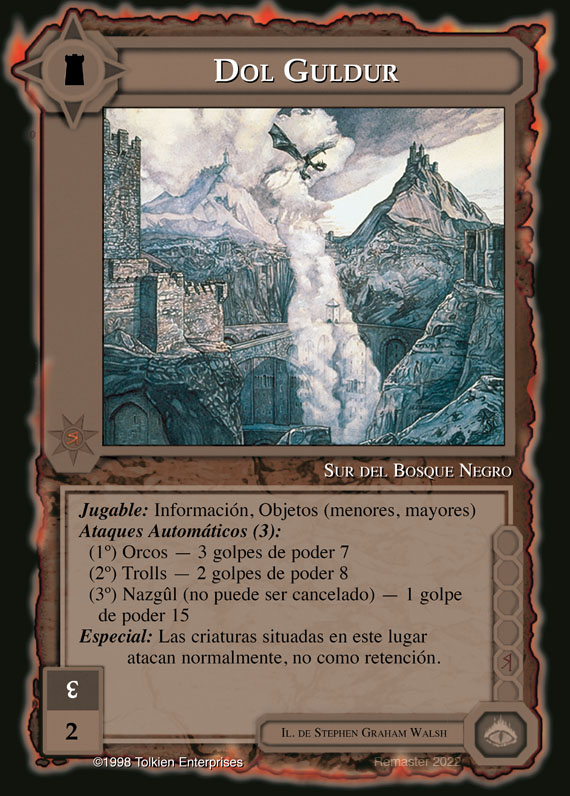 Dol Guldur
Sur del Bosque Negro
Jugable: Información, Objetos (menores, mayores)
Ataques Automáticos (3):
(1º) Orcos — 3 golpes de poder 7
(2º) Trolls — 2 golpes de poder 8
(3º) Nazgûl (no puede ser cancelado) — 1 golpe
de poder 15
Especial: Las criaturas situadas en este lugar
atacan normalmente, no como retención.
2
Il. de Stephen Graham Walsh
©1998 Tolkien Enterprises
Remaster 2022